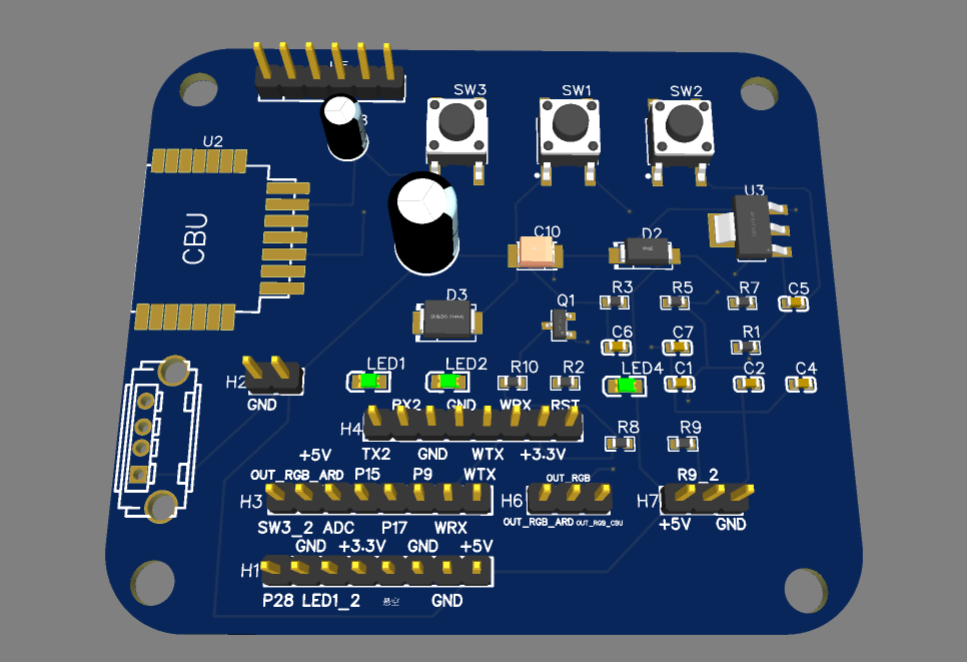 SW3 SW1 SW2
U2
U3
CBU
C10 D2
D3 Q1 R3 R5 R7 C5
C6 C7 R1
LED1 LED2 R10 R2 LED4 C1 C2 C4
H2
GND
RX2 GND WRX RST
H4
R8 R9
TX2 GND WTX +3.3V
+5V
OUT_RGB_ARD P15 P9 WTX
OUT_RGB
R9_2
H3 H6 H7
SW3_2 ADC P17 WRX
OUT_RGB_ARD OUT_RGB_CBU
+5V GND
GND +3.3V GND +5V
H1
P28 LED1_2 悬空 GND